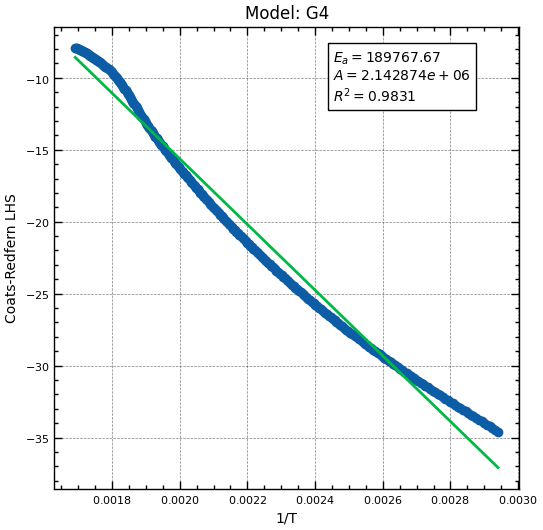 Model: G4
E_a = 189767.67
A = 2.142874e + 06
R² = 0.9831
Coats-Redfern LHS
−10
−15
−20
−25
−30
−35
0.0018 0.0020 0.0022 0.0024 0.0026 0.0028 0.0030
1/T